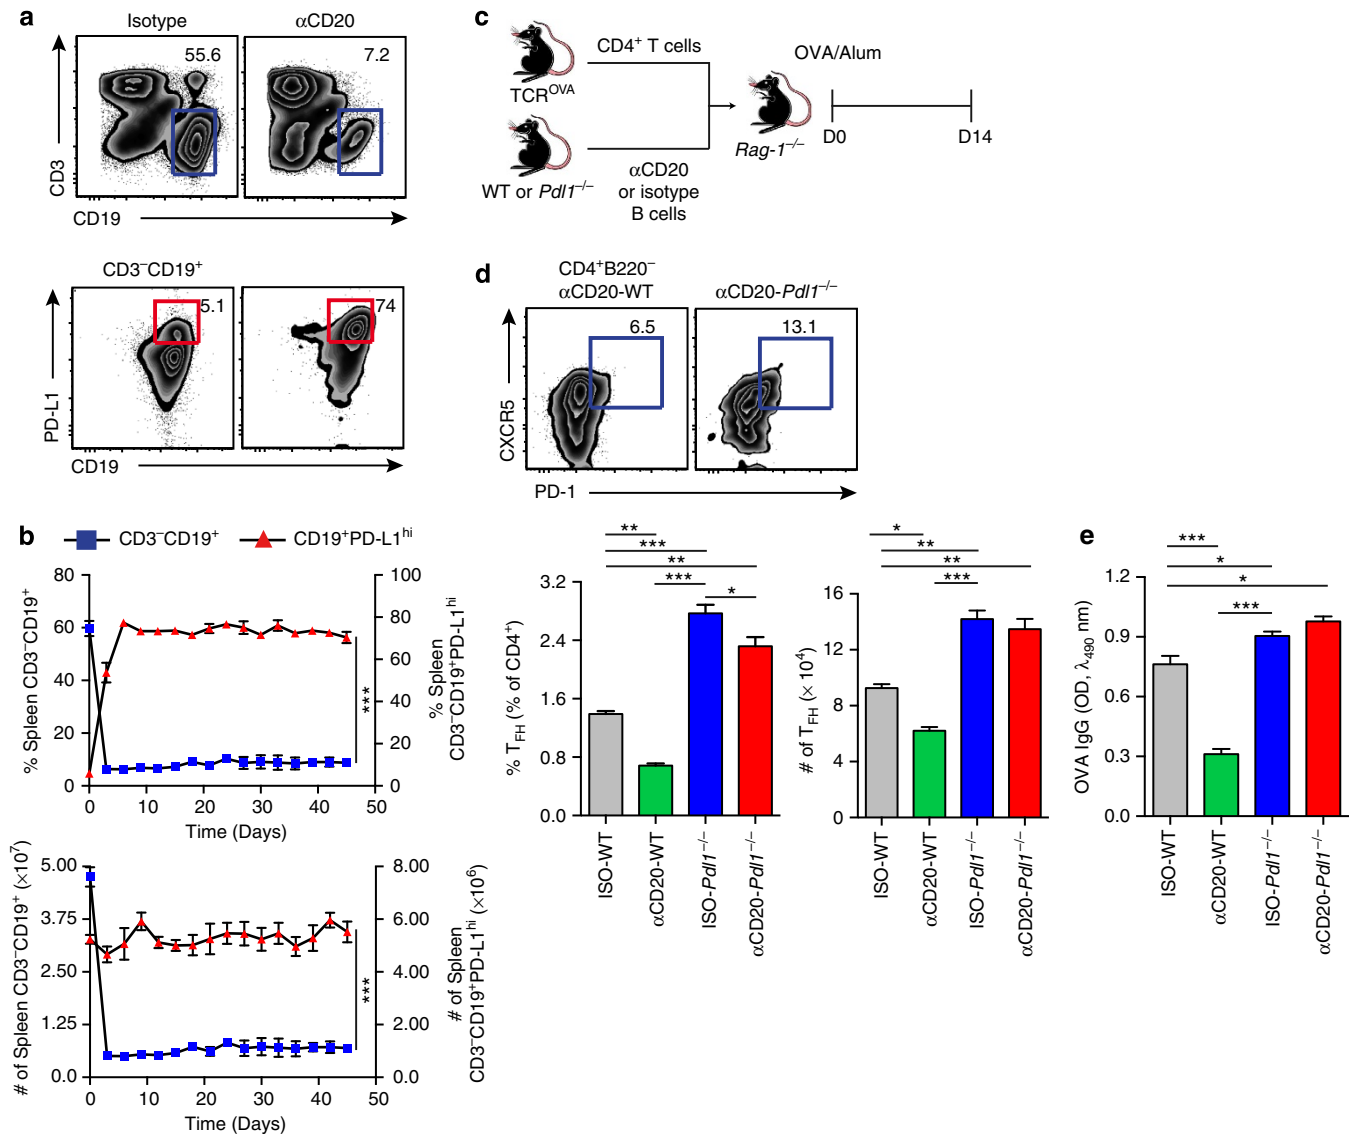 a
Isotype
αCD20
55.6
7.2
CD3
CD19
CD3⁻CD19⁺
5.1
74
PD-L1
CD19
b
CD3⁻CD19⁺
CD19⁺PD-L1ʰⁱ
% Spleen CD3⁻CD19⁺
80
60
40
20
0
100
80
60
40
20
0
% Spleen
CD3⁻CD19⁺PD-L1ʰⁱ
***
0 10 20 30 40 50
Time (Days)
# of Spleen CD3⁻CD19⁺ (×10⁷)
5.00
3.75
2.50
1.25
0.0
8.00
6.00
4.00
2.00
0.0
# of Spleen
CD3⁻CD19⁺PD-L1ʰⁱ (×10⁶)
***
0 10 20 30 40 50
Time (Days)
c
CD4⁺ T cells
TCRᴼⱽᴬ
WT or Pdl1⁻/⁻
αCD20
or isotype
B cells
Rag-1⁻/⁻
OVA/Alum
D0
D14
d
CD4⁺B220⁻
αCD20-WT
αCD20-Pdl1⁻/⁻
6.5
13.1
CXCR5
PD-1
**
***
**
***
*
% T_FH (% of CD4⁺)
3.2
2.4
1.6
0.8
0.0
ISO-WT
αCD20-WT
ISO-Pdl1⁻/⁻
αCD20-Pdl1⁻/⁻
*
**
**
***
# of T_FH (× 10⁴)
16
12
8
4
0
ISO-WT
αCD20-WT
ISO-Pdl1⁻/⁻
αCD20-Pdl1⁻/⁻
e
***
*
*
***
OVA IgG (OD, λ₄₉₀ nm)
1.2
0.9
0.6
0.3
0.0
ISO-WT
αCD20-WT
ISO-Pdl1⁻/⁻
αCD20-Pdl1⁻/⁻